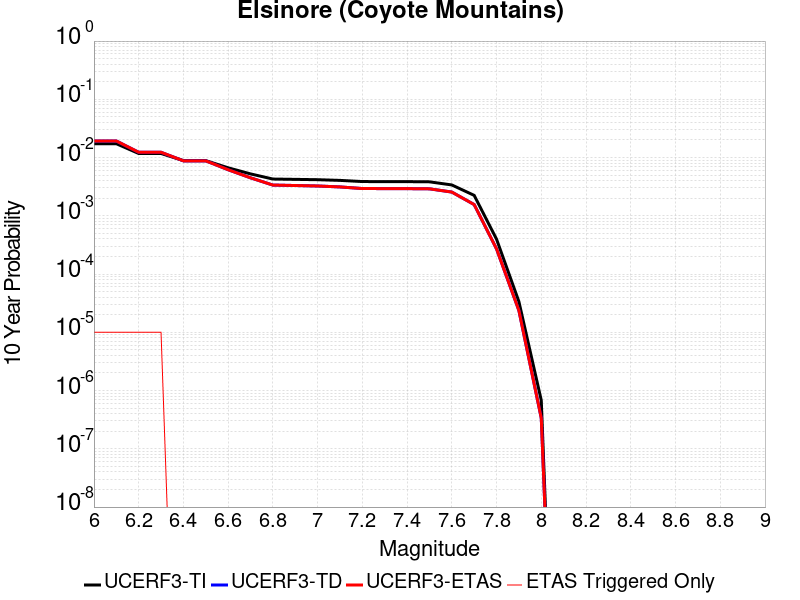 Elsinore (Coyote Mountains)
10^0
10^-1
10^-2
10^-3
10^-4
10^-5
10^-6
10^-7
10^-8
10 Year Probability
6 6.2 6.4 6.6 6.8 7 7.2 7.4 7.6 7.8 8 8.2 8.4 8.6 8.8 9
Magnitude
UCERF3-TI UCERF3-TD UCERF3-ETAS ETAS Triggered Only